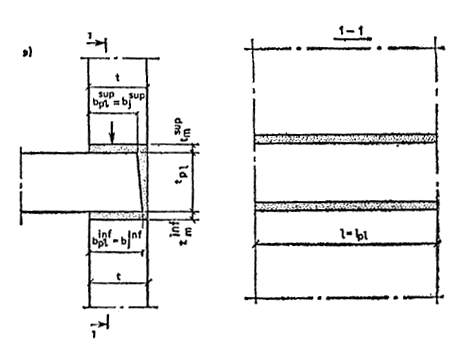 1
1-1
а)
t
b_pl^sup = b_j^sup
t_m^sup
t_pl
b_pl^inf = b_j^inf
t_m^inf
l=l_pl
t
1